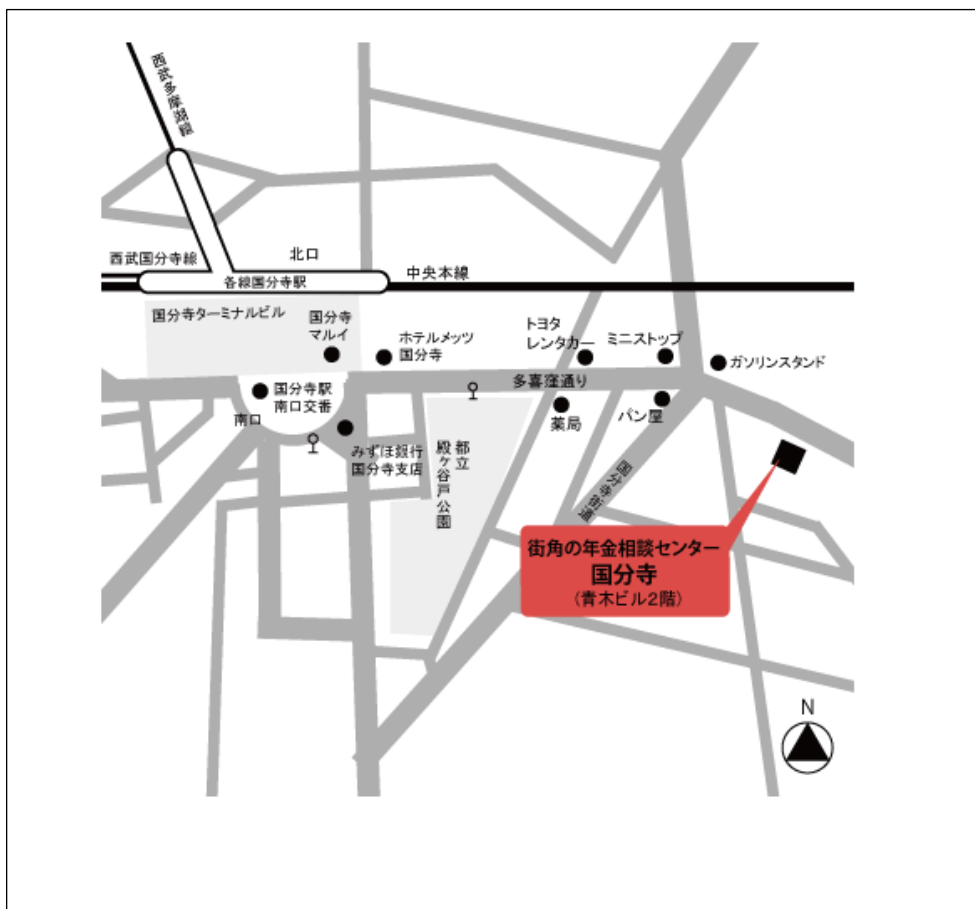 西武多摩湖線
西武国分寺線
北口
各線国分寺駅
中央本線
国分寺ターミナルビル
国分寺
マルイ
ホテルメッツ
国分寺
トヨタ
レンタカー
ミニストップ
ガソリンスタンド
多喜窪通り
国分寺駅
南口交番
南口
みずほ銀行
国分寺支店
都立
殿ヶ谷戸公園
薬局
パン屋
国分寺街道
街角の年金相談センター
国分寺
(青木ビル2階)
N